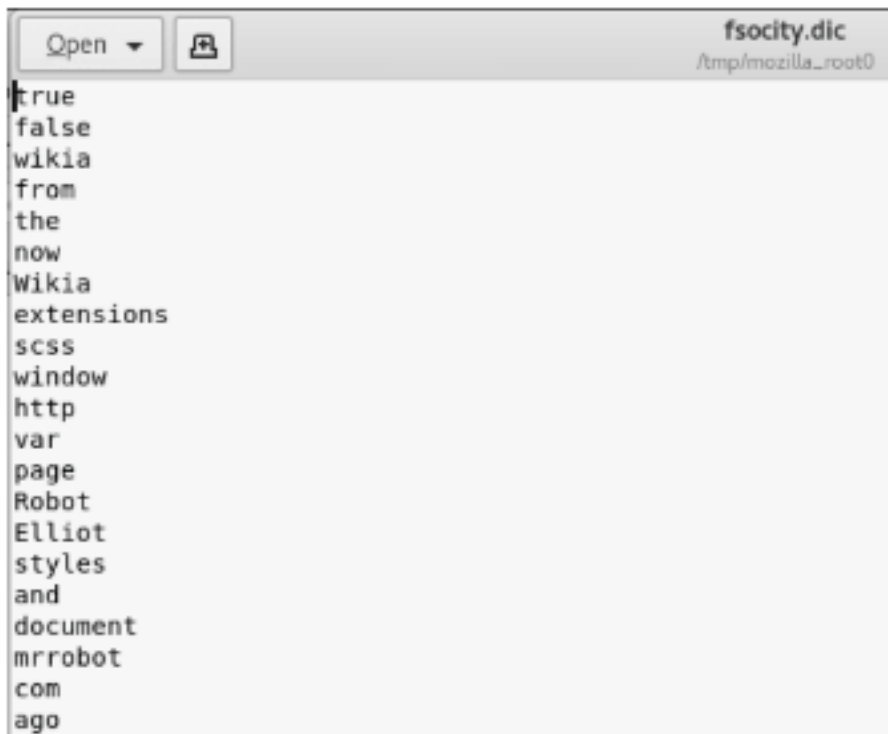 Open
fsocity.dic
/tmp/mozilla_root0
true
false
wikia
from
the
now
Wikia
extensions
scss
window
http
var
page
Robot
Elliot
styles
and
document
mrrobot
com
ago